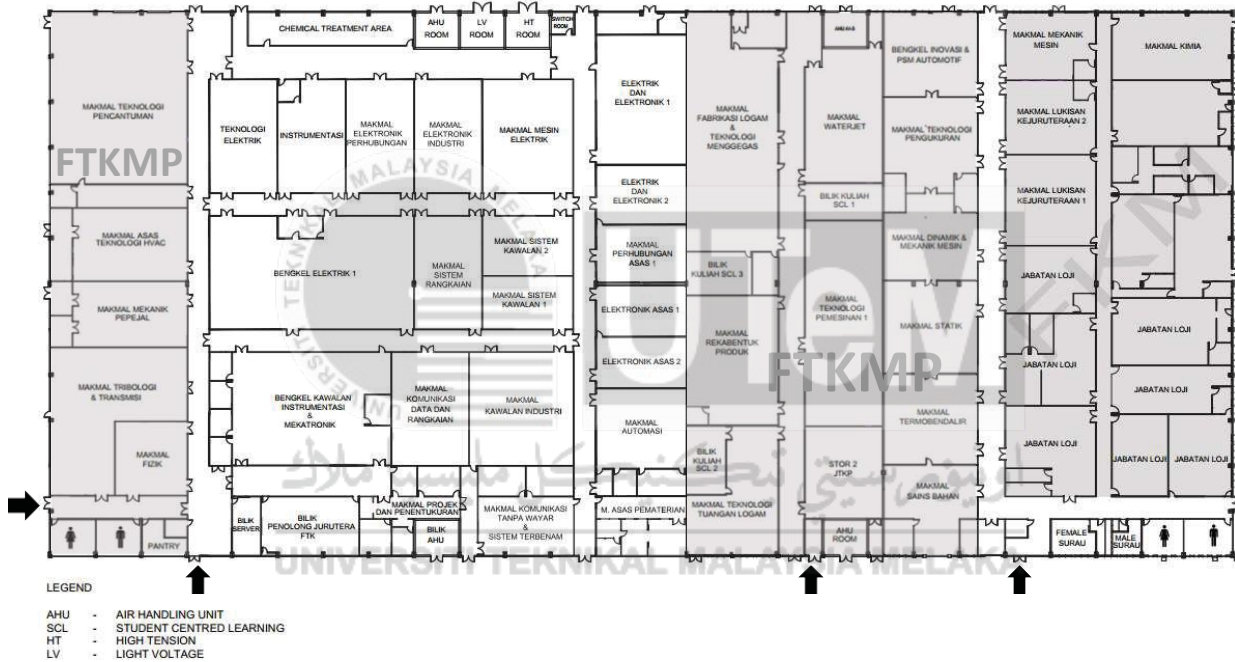 CHEMICAL TREATMENT AREA
AHU
ROOM
LV
ROOM
HT
ROOM
SWITCH
ROOM
MAKMAL TEKNOLOGI
PENCANTUMAN
FTKMP
MAKMAL ASAS
TEKNOLOGI HVAC
MAKMAL MEKANIK
PEPEJAL
MAKMAL TRIBOLOGI
& TRANSMISI
MAKMAL
FIZIK
PANTRY
TEKNOLOGI
ELEKTRIK
INSTRUMENTASI
MAKMAL
ELEKTRONIK
PERHUBUNGAN
MAKMAL
ELEKTRONIK
INDUSTRI
MAKMAL MESIN
ELEKTRIK
BENGKEL ELEKTRIK 1
MAKMAL
SISTEM
RANGKAIAN
MAKMAL SISTEM
KAWALAN 2
MAKMAL SISTEM
KAWALAN 1
BENGKEL KAWALAN
INSTRUMENTASI
&
MEKATRONIK
MAKMAL
KOMUNIKASI
DATA DAN
RANGKAIAN
MAKMAL
KAWALAN INDUSTRI
BILIK
SERVER
BILIK
PENOLONG JURUTERA
FTK
MAKMAL PROJEK
DAN PENENTUKURAN
BILIK
AHU
MAKMAL KOMUNIKASI
TANPA WAYAR
&
SISTEM TERBENAM
ELEKTRIK
DAN
ELEKTRONIK 1
ELEKTRIK
DAN
ELEKTRONIK 2
MAKMAL
PERHUBUNGAN
ASAS 1
ELEKTRONIK ASAS 1
ELEKTRONIK ASAS 2
MAKMAL
AUTOMASI
M. ASAS PEMATERIAN
MAKMAL
FABRIKASI LOGAM
&
TEKNOLOGI
MENGGEGAS
BILIK
KULIAH SCL 3
MAKMAL
REKABENTUK
PRODUK
BILIK
KULIAH
SCL 2
MAKMAL TEKNOLOGI
TUANGAN LOGAM
MAKMAL
WATERJET
BILIK KULIAH
SCL 1
MAKMAL
TEKNOLOGI
PEMESINAN 1
FTKMP
STOR 2
JTKP
AHU
ROOM
BENGKEL INOVASI &
PSM AUTOMOTIF
MAKMAL TEKNOLOGI
PENGUKURAN
MAKMAL DINAMIK &
MEKANIK MESIN
MAKMAL STATIK
MAKMAL
TERMOBENDALIR
MAKMAL
SAINS BAHAN
MAKMAL MEKANIK
MESIN
MAKMAL LUKISAN
KEJURUTERAAN 2
MAKMAL LUKISAN
KEJURUTERAAN 1
JABATAN LOJI
JABATAN LOJI
JABATAN LOJI
FEMALE
SURAU
MALE
SURAU
MAKMAL KIMIA
FKM
JABATAN LOJI
JABATAN LOJI
JABATAN LOJI
JABATAN LOJI
UNIVERSITI TEKNIKAL MALAYSIA MELAKA
UTeM
اونيورسيتي تيكنيكل مليسيا ملاك
UNIVERSITI TEKNIKAL MALAYSIA MELAKA
LEGEND
AHU - AIR HANDLING UNIT
SCL - STUDENT CENTRED LEARNING
HT - HIGH TENSION
LV - LIGHT VOLTAGE